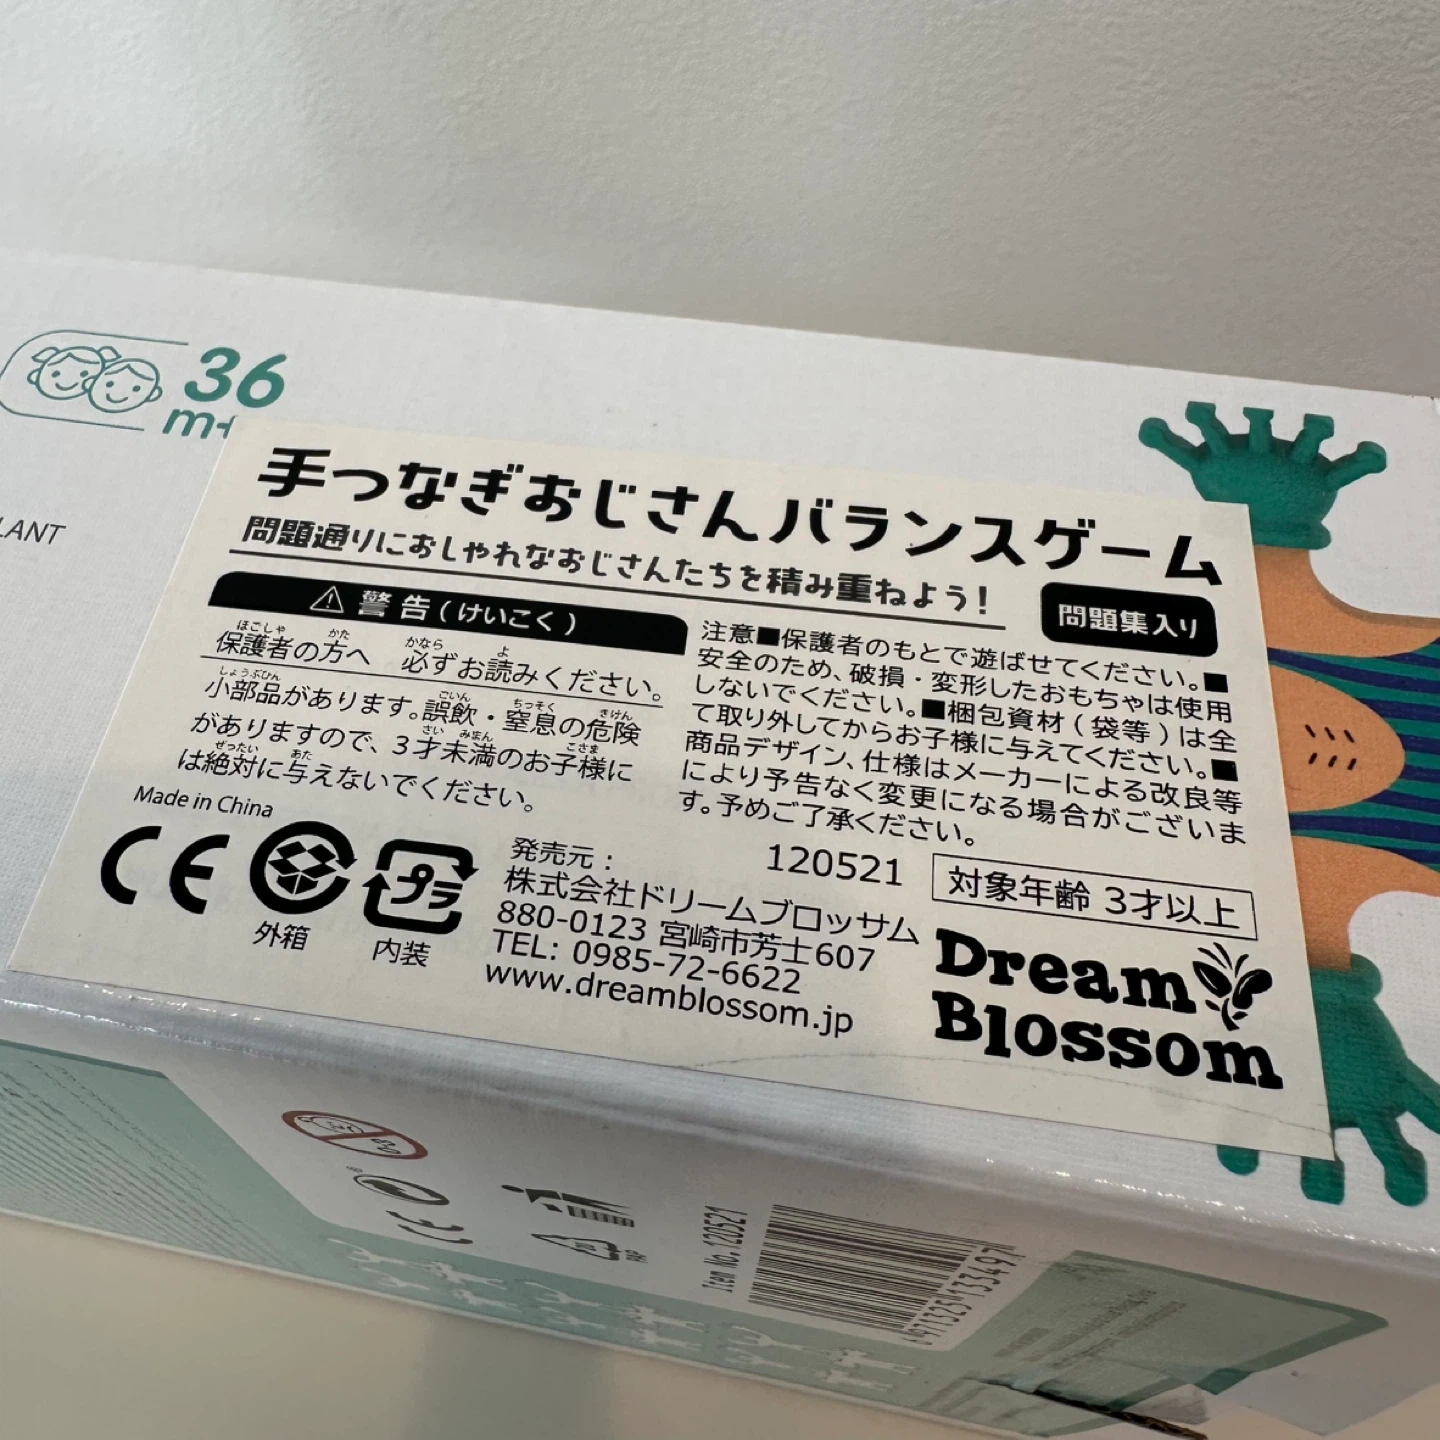 36
m+
LANT
手つなぎおじさんバランスゲーム
問題通りにおしゃれなおじさんたちを積み重ねよう!
問題集入り
⚠ 警告(けいこく)
保護者の方へ 必ずお読みください。
小部品があります。誤飲・窒息の危険
がありますので、3才未満のお子様に
は絶対に与えないでください。
注意■保護者のもとで遊ばせてください。■
安全のため、破損・変形したおもちゃは使用
しないでください。■梱包資材(袋等)は全
て取り外してからお子様に与えてください。■
商品デザイン、仕様はメーカーによる改良等
により予告なく変更になる場合がございま
す。予めご了承ください。
Made in China
CE
プラ
外箱
内装
発売元:
株式会社ドリームブロッサム
880-0123 宮崎市芳士607
TEL: 0985-72-6622
www.dreamblossom.jp
120521
対象年齢 3才以上
Dream
Blossom
0-3
CE
PAP
Item No. 120521
6971325133497